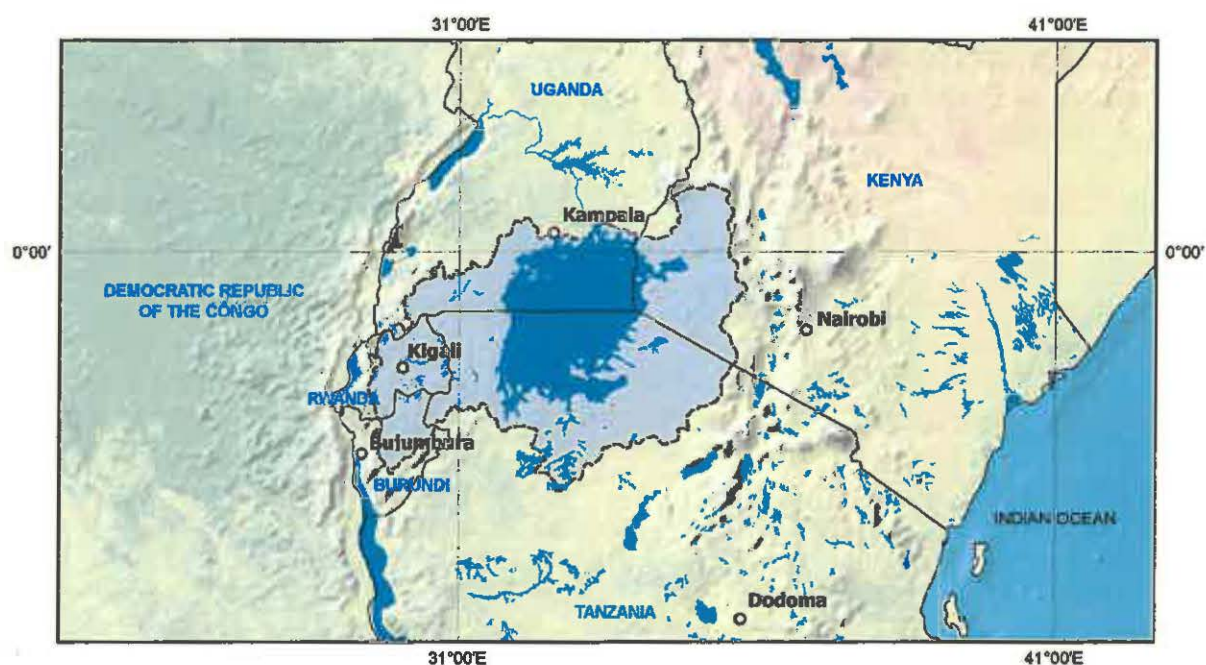 31°00'E 41°00'E
UGANDA
KENYA
Kampala
0°00' 0°00'
DEMOCRATIC REPUBLIC
OF THE CONGO
Nairobi
Kigali
RWANDA
Bujumbura
BURUNDI
INDIAN OCEAN
TANZANIA
Dodoma
31°00'E 41°00'E